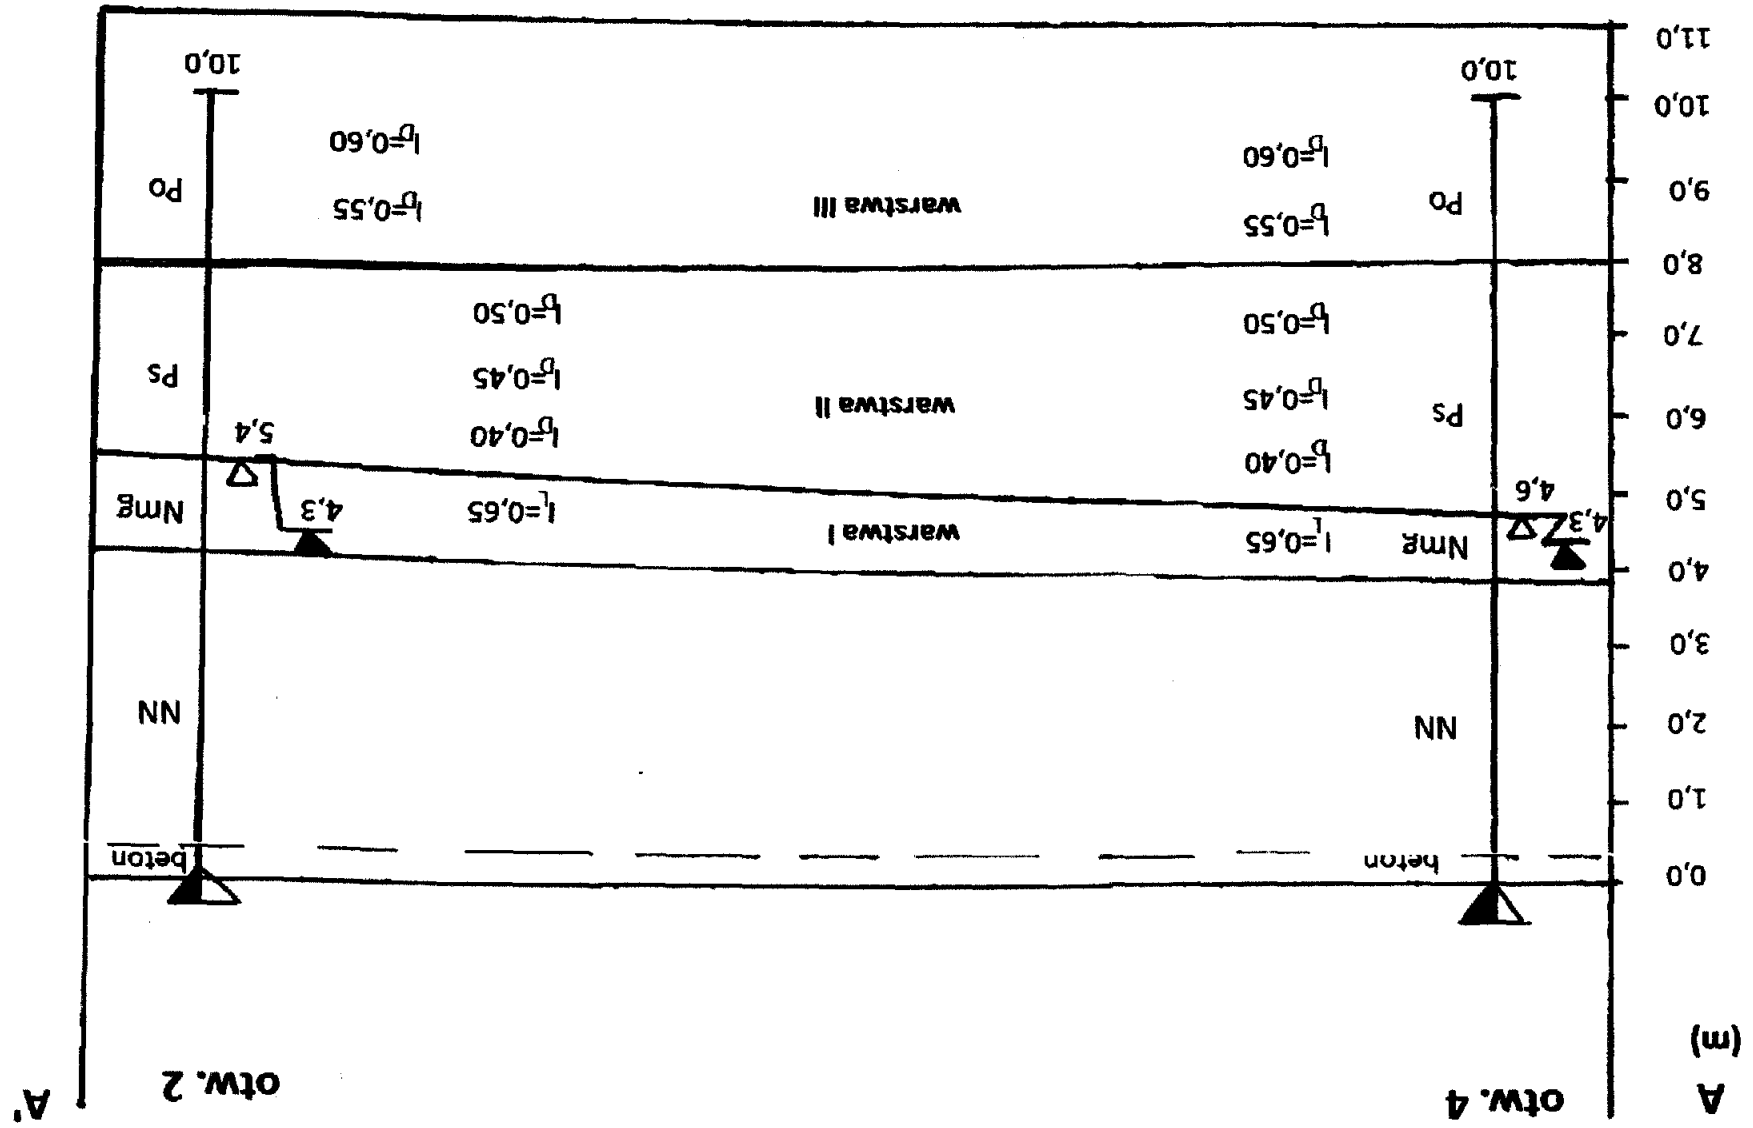 A
otw. 4
otw. 2
A'
(m)
0,0
beton
beton
1,0
2,0
NN
NN
3,0
4,0
4,3
Nmg
I_L=0,65
warstwa I
I_L=0,65
4,3
Nmg
5,0
4,6
5,4
6,0
Ps
I_D=0,40
I_D=0,45
I_D=0,50
warstwa II
I_D=0,40
I_D=0,45
I_D=0,50
Ps
7,0
8,0
9,0
Po
I_D=0,55
I_D=0,60
warstwa III
I_D=0,55
I_D=0,60
Po
10,0
10,0
10,0
11,0